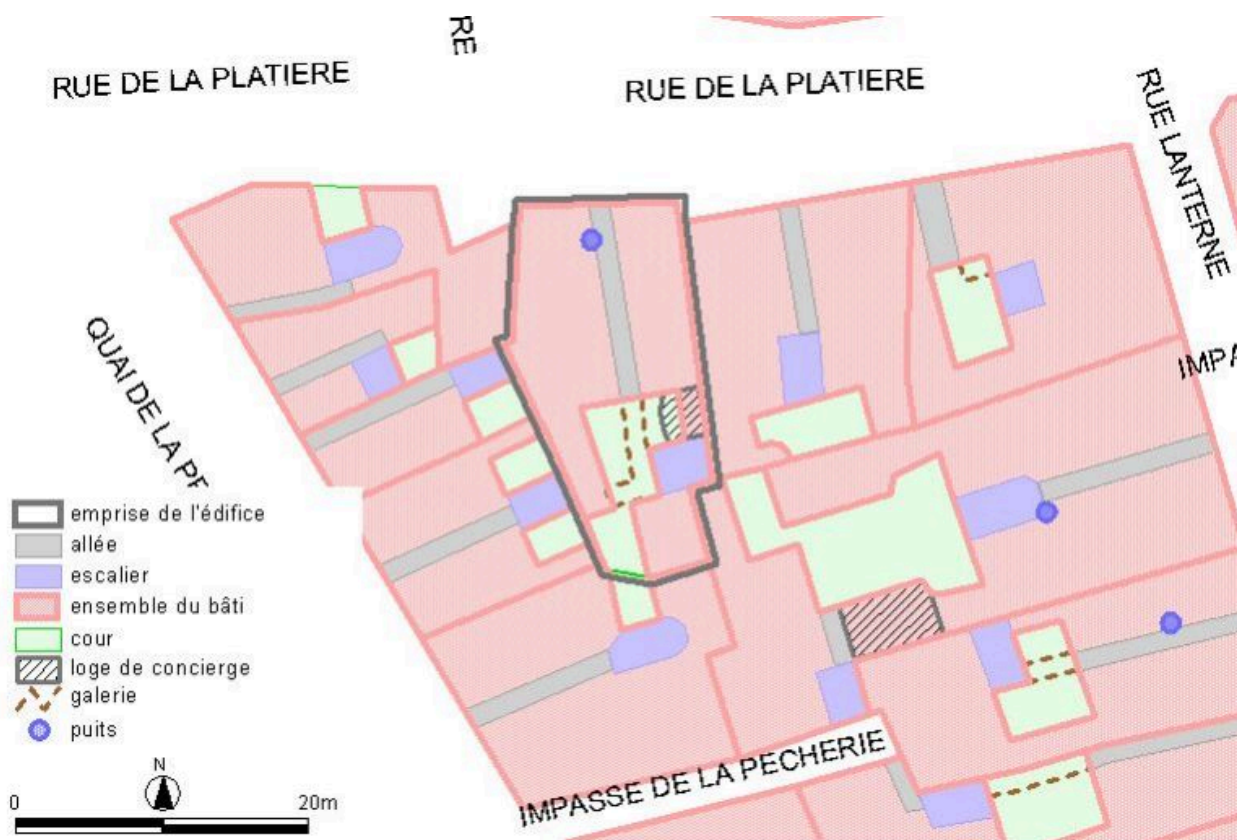 RE
RUE DE LA PLATIERE
RUE DE LA PLATIERE
RUE LANTERNE
QUAI DE LA PE
IMPA
emprise de l'édifice
allée
escalier
ensemble du bâti
cour
loge de concierge
galerie
puits
N
0 20m
IMPASSE DE LA PECHERIE